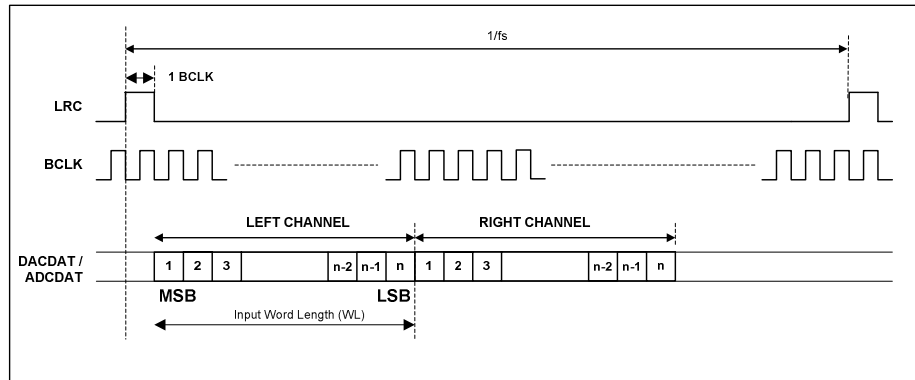 1/fs
1 BCLK
LRC
BCLK
LEFT CHANNEL RIGHT CHANNEL
DACDAT /
ADCDAT
1 2 3 n-2 n-1 n 1 2 3 n-2 n-1 n
MSB LSB
Input Word Length (WL)